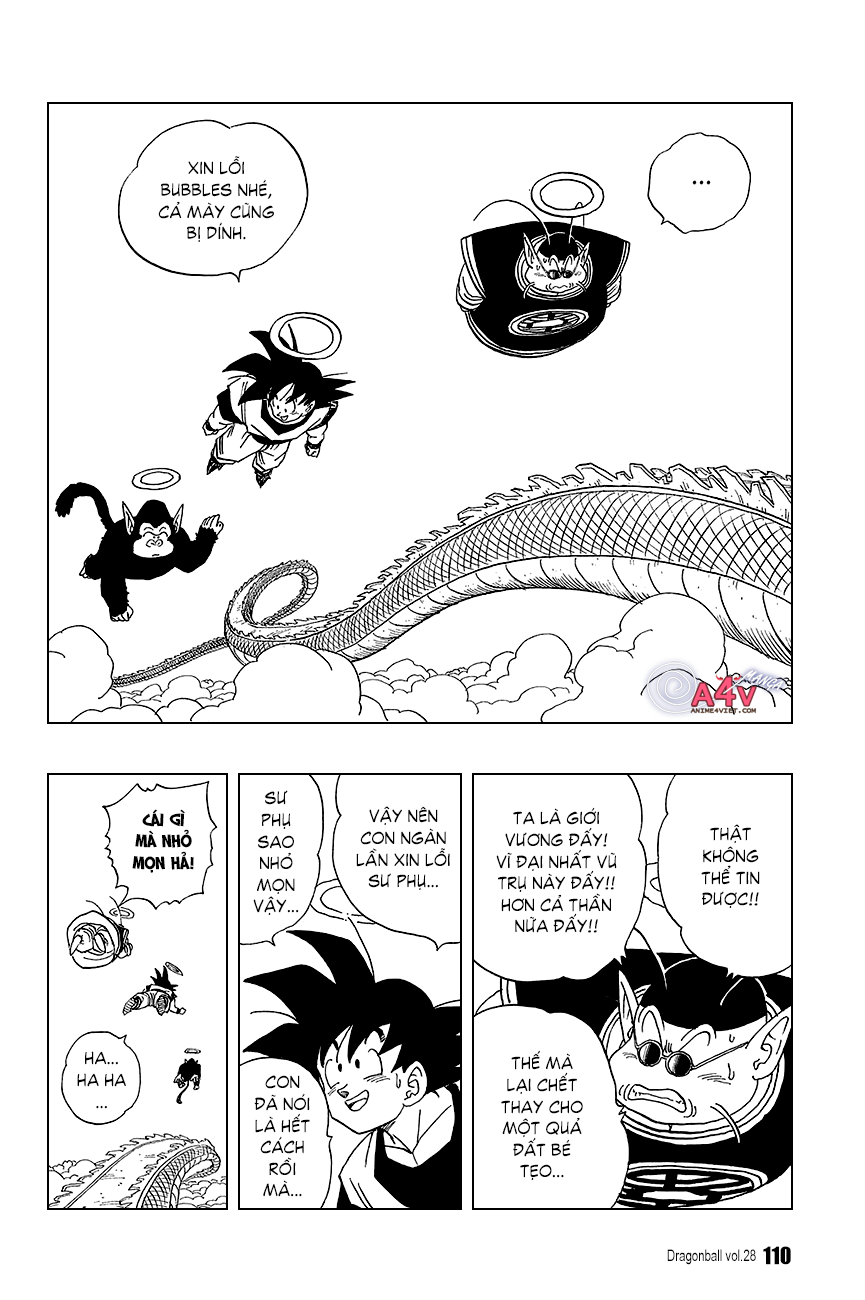 ...
XIN LỖI
BUBBLES NHÉ,
CẢ MÀY CŨNG
BỊ DÍNH.
MANGA
A4V
ANIME4VIET.COM
THẬT
KHÔNG
THỂ TIN
ĐƯỢC!!
TA LÀ GIỚI
VƯƠNG ĐẤY!
VĨ ĐẠI NHẤT VŨ
TRỤ NÀY ĐẤY!!
HƠN CẢ THẦN
NỮA ĐẤY!!
THẾ MÀ
LẠI CHẾT
THAY CHO
MỘT QUẢ
ĐẤT BÉ
TẸO...
VẬY NÊN
CON NGÀN
LẦN XIN LỖI
SƯ PHỤ...
SƯ
PHỤ
SAO
NHỎ
MỌN
VẬY...
CON
ĐÃ NÓI
LÀ HẾT
CÁCH
RỒI
MÀ...
CÁI GÌ
MÀ NHỎ
MỌN HẢ!
HA...
HA HA
...
Dragonball vol.28 110